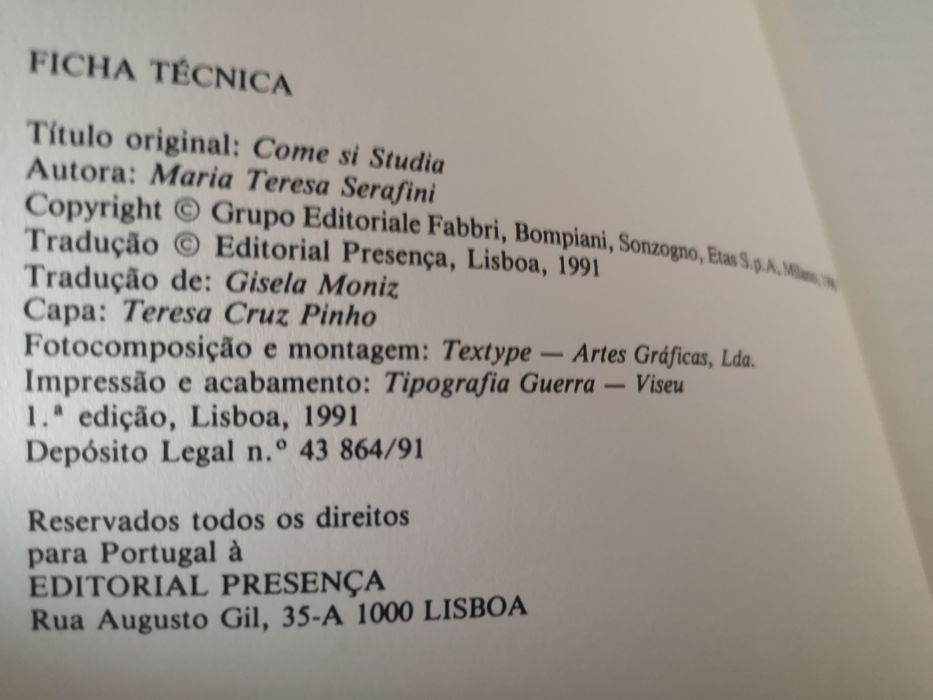 FICHA TÉCNICA
Título original: Come si Studia
Autora: Maria Teresa Serafini
Copyright © Grupo Editoriale Fabbri, Bompiani, Sonzogno, Etas S.p.A, Milano,
Tradução © Editorial Presença, Lisboa, 1991
Tradução de: Gisela Moniz
Capa: Teresa Cruz Pinho
Fotocomposição e montagem: Textype — Artes Gráficas, Lda.
Impressão e acabamento: Tipografia Guerra — Viseu
1.ª edição, Lisboa, 1991
Depósito Legal n.º 43 864/91
Reservados todos os direitos
para Portugal à
EDITORIAL PRESENÇA
Rua Augusto Gil, 35-A 1000 LISBOA